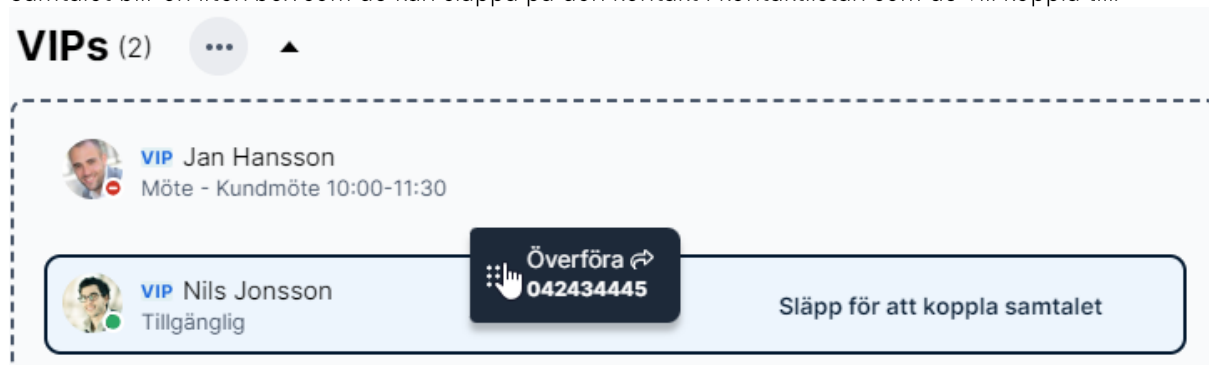 VIPs (2)
VIP Jan Hansson
Möte - Kundmöte 10:00-11:30
Överföra
042434445
VIP Nils Jonsson
Tillgänglig
Släpp för att koppla samtalet